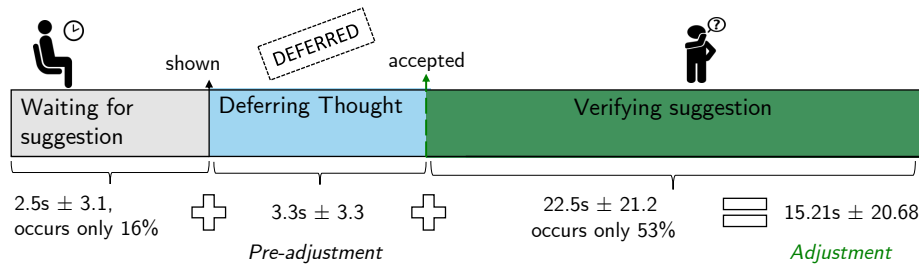 DEFERRED
?
shown
accepted
Waiting for
suggestion
Deferring Thought
Verifying suggestion
2.5s ± 3.1,
occurs only 16%
3.3s ± 3.3
22.5s ± 21.2
occurs only 53%
15.21s ± 20.68
Pre-adjustment
Adjustment